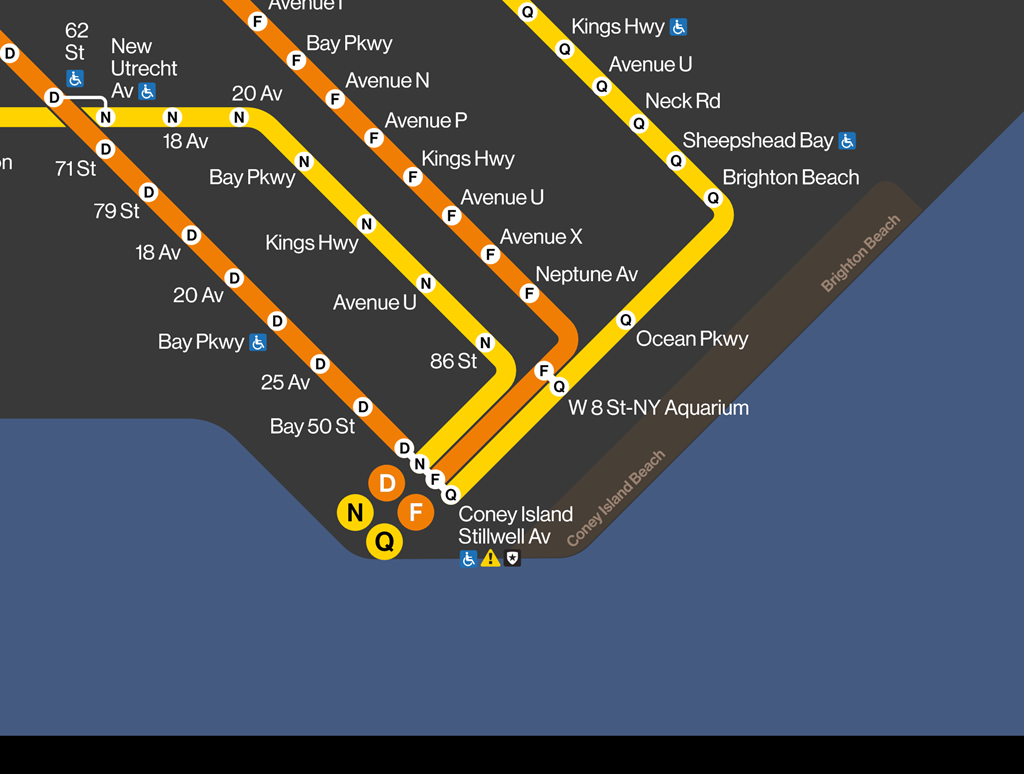 Avenue I
F
Kings Hwy
Q
Q
62
St
New
Utrecht
Av
D
F
Bay Pkwy
Avenue U
Q
D
20 Av
F
Avenue N
Neck Rd
Q
N
N
N
18 Av
F
Avenue P
Sheepshead Bay
Q
71 St
D
N
Bay Pkwy
F
Kings Hwy
Brighton Beach
Q
79 St
D
F
Avenue U
18 Av
D
Kings Hwy
N
F
Avenue X
Brighton Beach
20 Av
D
Avenue U
N
F
Neptune Av
Bay Pkwy
D
Q
Ocean Pkwy
25 Av
D
86 St
N
F
Q
W 8 St-NY Aquarium
Bay 50 St
D
D
N
F
Q
D
N
F
Q
Coney Island
Stillwell Av
Coney Island Beach